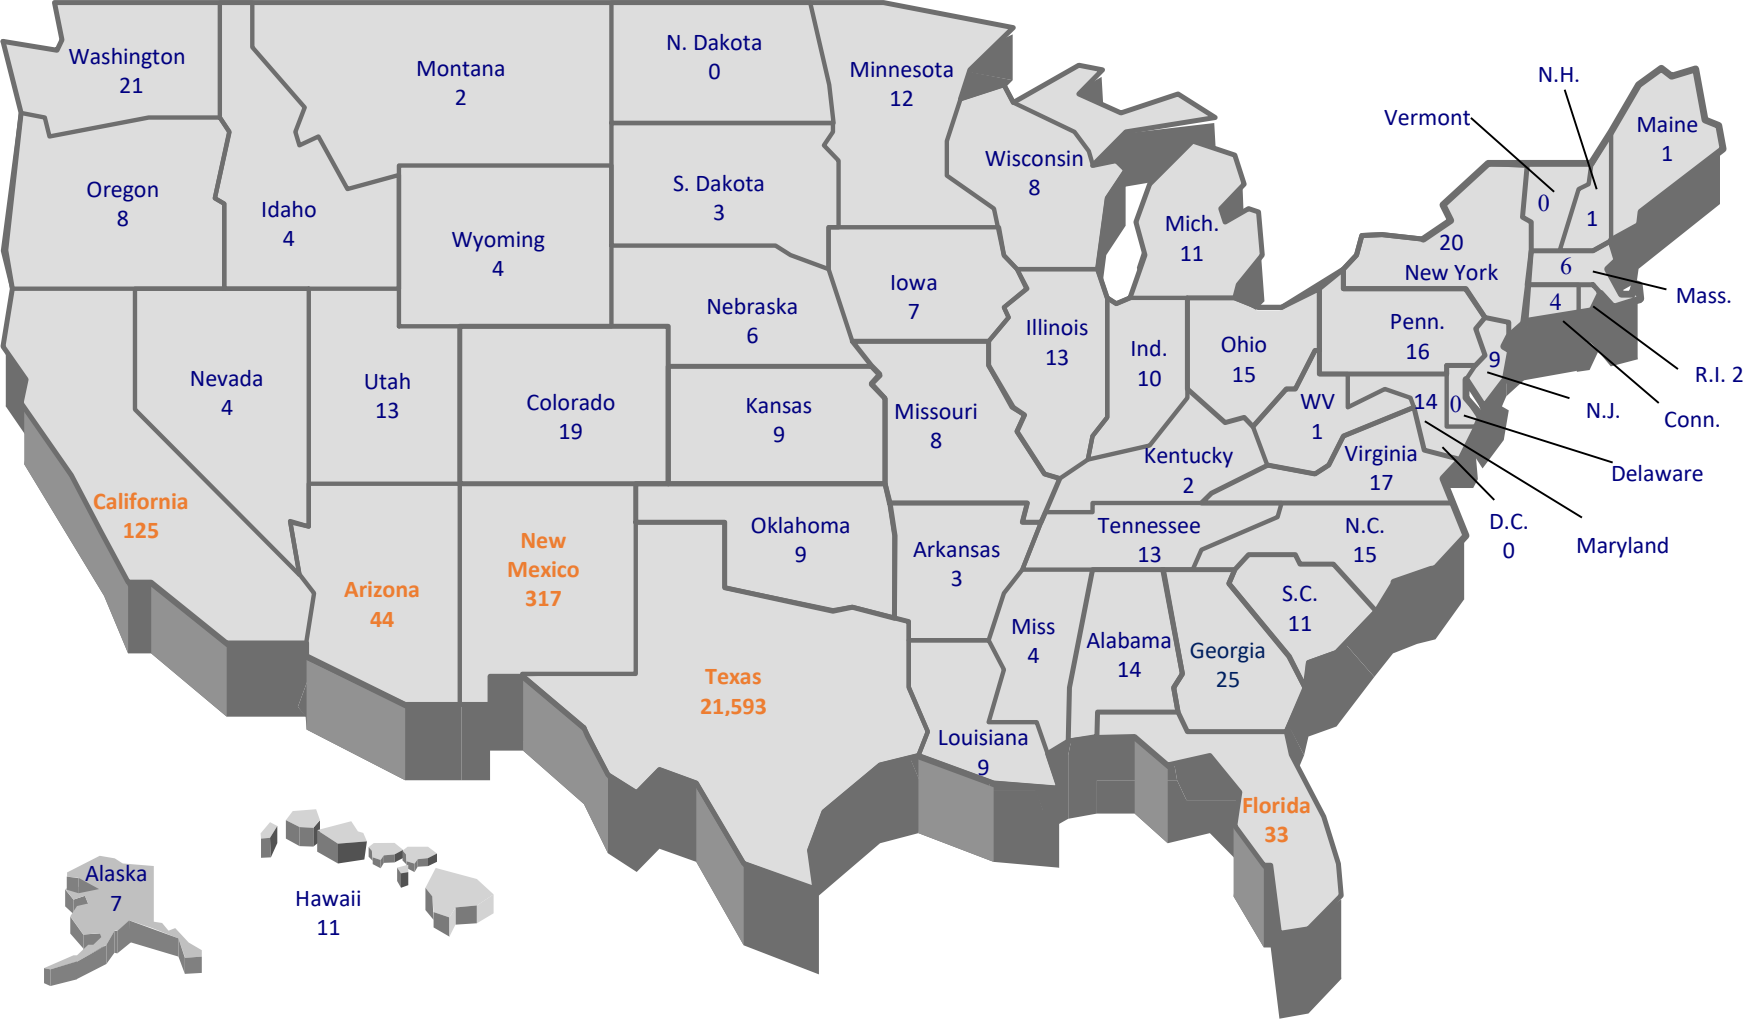 Washington
21
Montana
2
N. Dakota
0
Minnesota
12
N.H.
Vermont
Maine
1
Oregon
8
Idaho
4
Wyoming
4
S. Dakota
3
Wisconsin
8
Mich.
11
0
1
20
New York
6
Mass.
4
Nebraska
6
Iowa
7
Illinois
13
Ind.
10
Ohio
15
Penn.
16
9
R.I. 2
N.J.
Conn.
Nevada
4
Utah
13
Colorado
19
Kansas
9
Missouri
8
WV
1
14
0
Kentucky
2
Virginia
17
Delaware
D.C.
0
Maryland
California
125
Arizona
44
New
Mexico
317
Oklahoma
9
Arkansas
3
Tennessee
13
N.C.
15
S.C.
11
Miss
4
Alabama
14
Georgia
25
Texas
21,593
Louisiana
9
Florida
33
Alaska
7
Hawaii
11